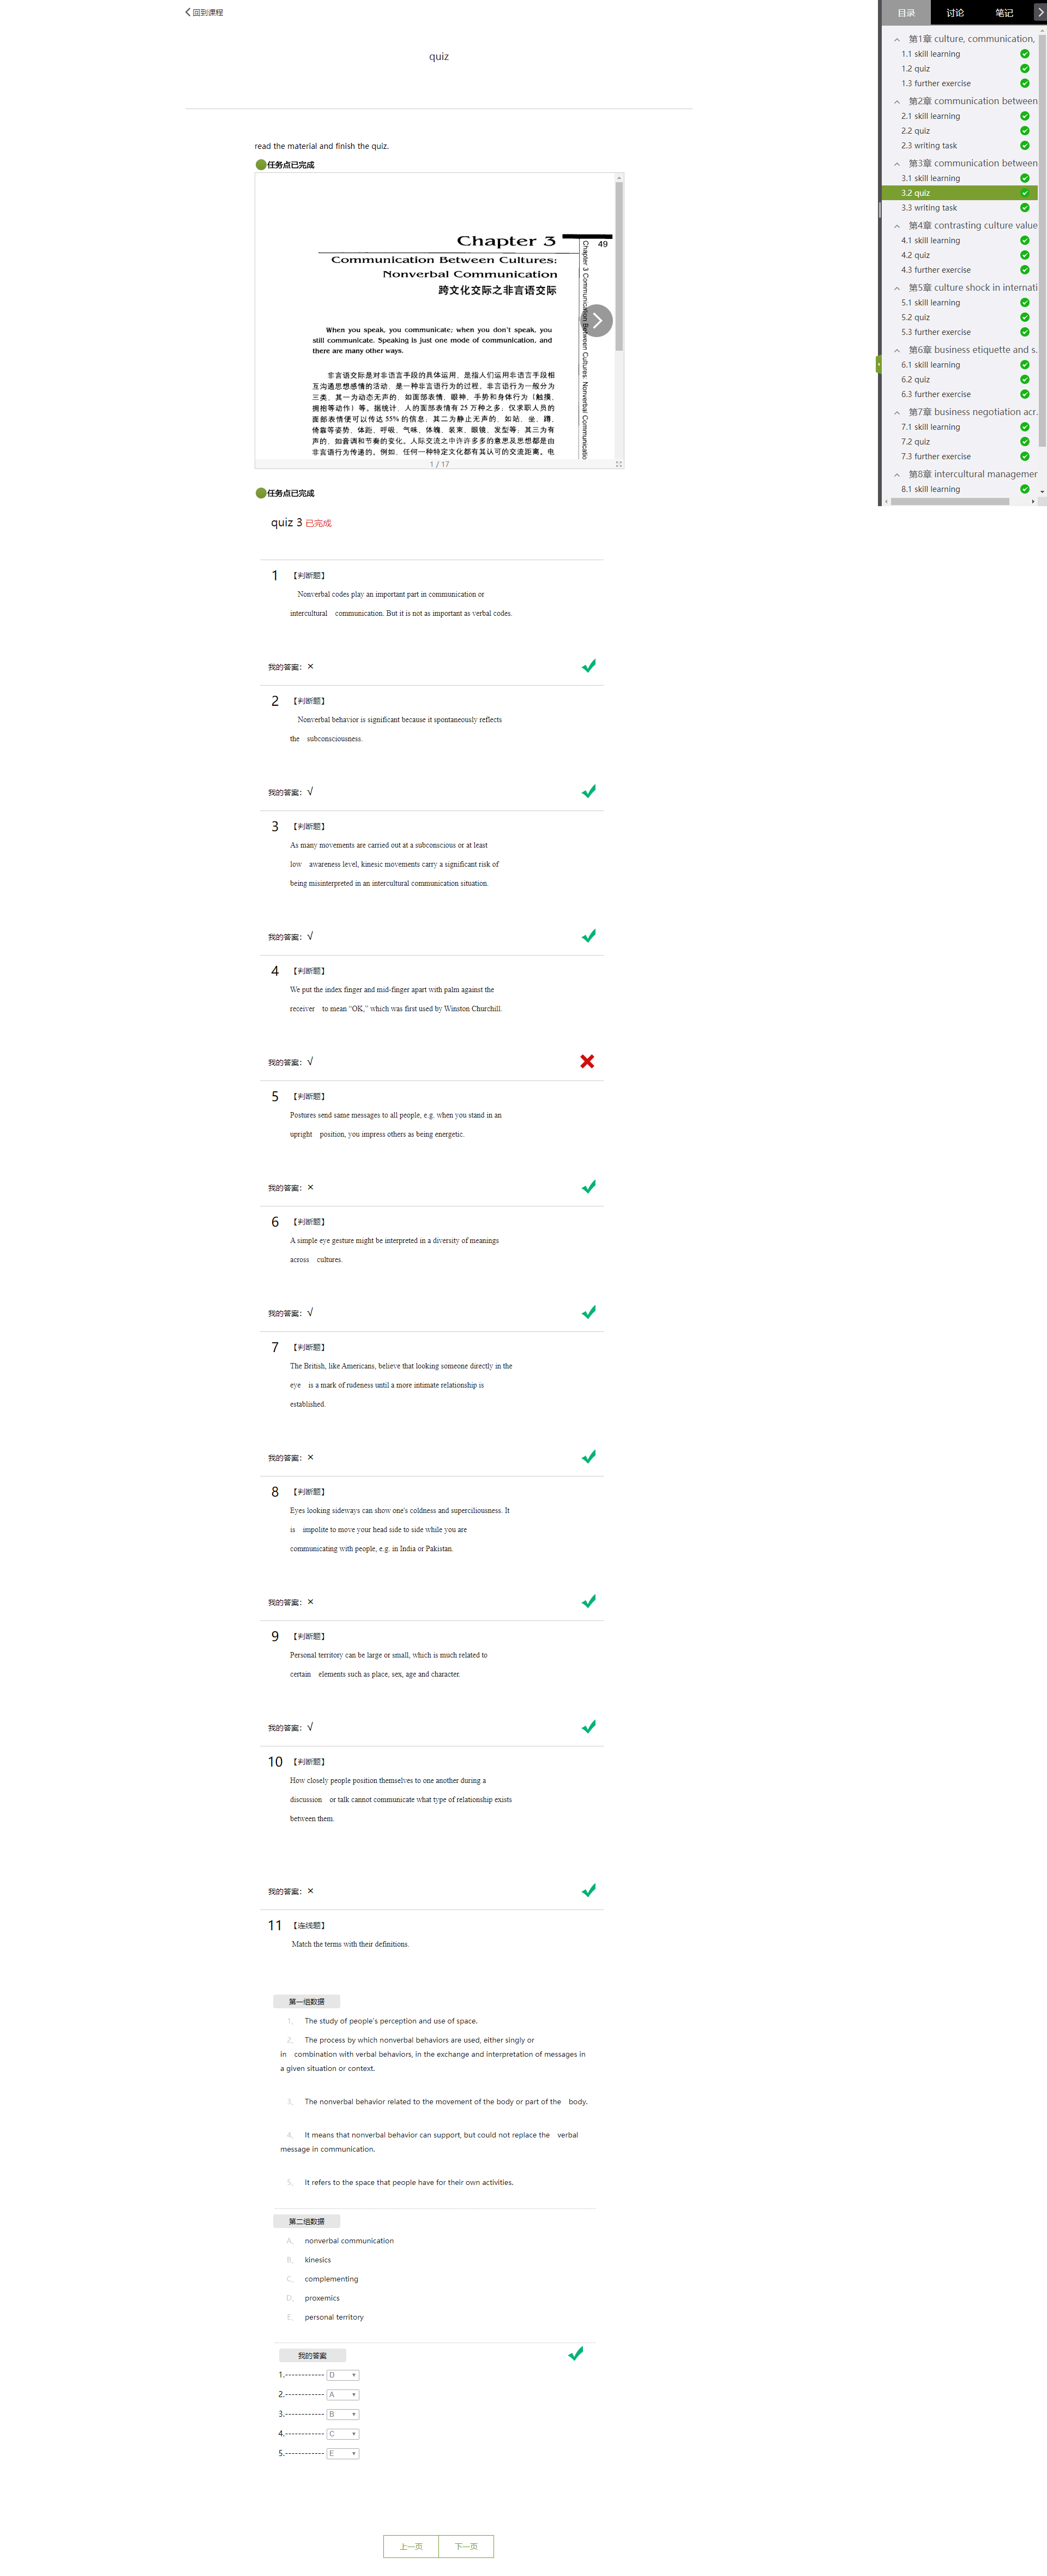 回到课程
quiz
read the material and finish the quiz.
任务点已完成
Chapter 3
Communication Between Cultures:
Nonverbal Communication
跨文化交际之非言语交际
When you speak, you communicate; when you don't speak, you
still communicate. Speaking is just one mode of communication, and
there are many other ways.
非言语交际是对非语言手段的具体运用，是指人们运用非语言手段相
互沟通思想感情的活动，是一种非言语行为的过程。非言语行为一般分为
三类，其一为动态无声的，如面部表情、眼神、手势和身体行为（触摸、
拥抱等动作）等。据统计，人的面部表情有 25 万种之多；仅求职人员的
面部表情便可以传达 55% 的信息；其二为静止无声的，如站、坐、蹲、
倚靠等姿势，体距、呼吸、气味、体魄、装束、眼镜、发型等；其三为有
声的，如音调和节奏的变化。人际交流之中许许多多的意思及思想都是由
非言语行为传递的。例如，任何一种特定文化都有其认可的交流距离。电
49
Chapter 3 Communication Between Cultures: Nonverbal Communicatio
1 / 17
任务点已完成
quiz 3 已完成
1 【判断题】
Nonverbal codes play an important part in communication or
intercultural communication. But it is not as important as verbal codes.
我的答案：×
2 【判断题】
Nonverbal behavior is significant because it spontaneously reflects
the subconsciousness.
我的答案：√
3 【判断题】
As many movements are carried out at a subconscious or at least
low awareness level, kinesic movements carry a significant risk of
being misinterpreted in an intercultural communication situation.
我的答案：√
4 【判断题】
We put the index finger and mid-finger apart with palm against the
receiver to mean “OK,” which was first used by Winston Churchill.
我的答案：√
5 【判断题】
Postures send same messages to all people, e.g. when you stand in an
upright position, you impress others as being energetic.
我的答案：×
6 【判断题】
A simple eye gesture might be interpreted in a diversity of meanings
across cultures.
我的答案：√
7 【判断题】
The British, like Americans, believe that looking someone directly in the
eye is a mark of rudeness until a more intimate relationship is
established.
我的答案：×
8 【判断题】
Eyes looking sideways can show one's coldness and superciliousness. It
is impolite to move your head side to side while you are
communicating with people, e.g. in India or Pakistan.
我的答案：×
9 【判断题】
Personal territory can be large or small, which is much related to
certain elements such as place, sex, age and character.
我的答案：√
10 【判断题】
How closely people position themselves to one another during a
discussion or talk cannot communicate what type of relationship exists
between them.
我的答案：×
11 【连线题】
Match the terms with their definitions.
第一组数据
1、 The study of people's perception and use of space.
2、 The process by which nonverbal behaviors are used, either singly or
in combination with verbal behaviors, in the exchange and interpretation of messages in
a given situation or context.
3、 The nonverbal behavior related to the movement of the body or part of the body.
4、 It means that nonverbal behavior can support, but could not replace the verbal
message in communication.
5、 It refers to the space that people have for their own activities.
第二组数据
A、 nonverbal communication
B、 kinesics
C、 complementing
D、 proxemics
E、 personal territory
我的答案
1.------------ D
2.------------ A
3.------------ B
4.------------ C
5.------------ E
上一页 下一页
目录 讨论 笔记
第1章 culture, communication,
1.1 skill learning
1.2 quiz
1.3 further exercise
第2章 communication between
2.1 skill learning
2.2 quiz
2.3 writing task
第3章 communication between
3.1 skill learning
3.2 quiz
3.3 writing task
第4章 contrasting culture value
4.1 skill learning
4.2 quiz
4.3 further exercise
第5章 culture shock in internati
5.1 skill learning
5.2 quiz
5.3 further exercise
第6章 business etiquette and s.
6.1 skill learning
6.2 quiz
6.3 further exercise
第7章 business negotiation acr.
7.1 skill learning
7.2 quiz
7.3 further exercise
第8章 intercultural managemer
8.1 skill learning